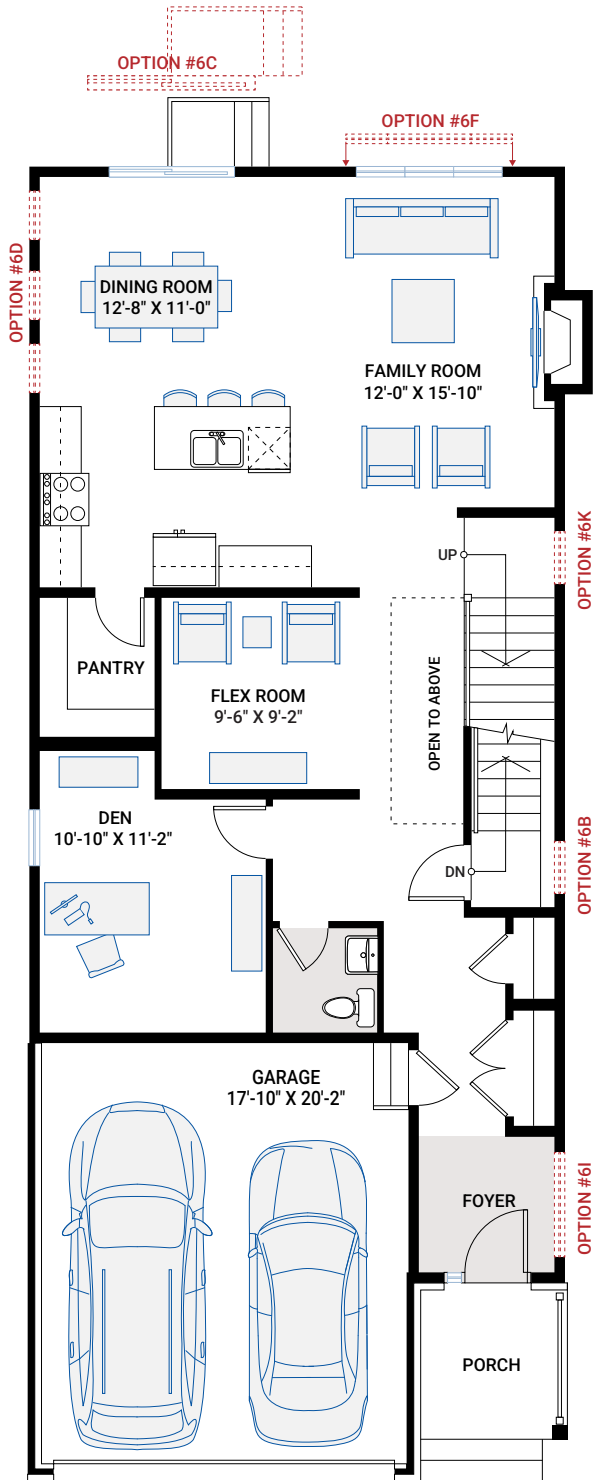 OPTION #6C
OPTION #6F
OPTION #6D
DINING ROOM
12'-8" X 11'-0"
FAMILY ROOM
12'-0" X 15'-10"
OPTION #6K
UP
PANTRY
FLEX ROOM
9'-6" X 9'-2"
OPEN TO ABOVE
DEN
10'-10" X 11'-2"
OPTION #6B
DN
GARAGE
17'-10" X 20'-2"
FOYER
OPTION #6I
PORCH